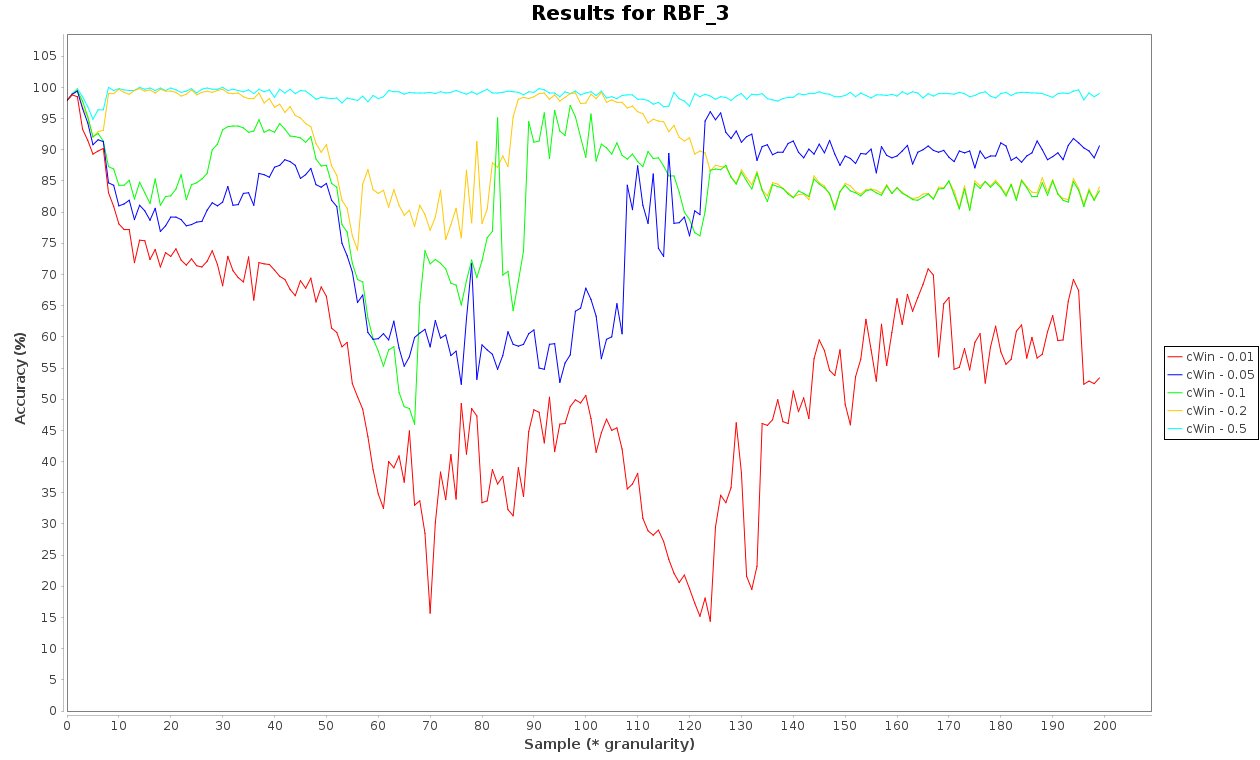 Results for RBF_3
105
100
95
90
85
80
75
70
65
60
55
50
45
40
35
30
25
20
15
10
5
0
Accuracy (%)
0 10 20 30 40 50 60 70 80 90 100 110 120 130 140 150 160 170 180 190 200
Sample (* granularity)
cWin - 0.01
cWin - 0.05
cWin - 0.1
cWin - 0.2
cWin - 0.5